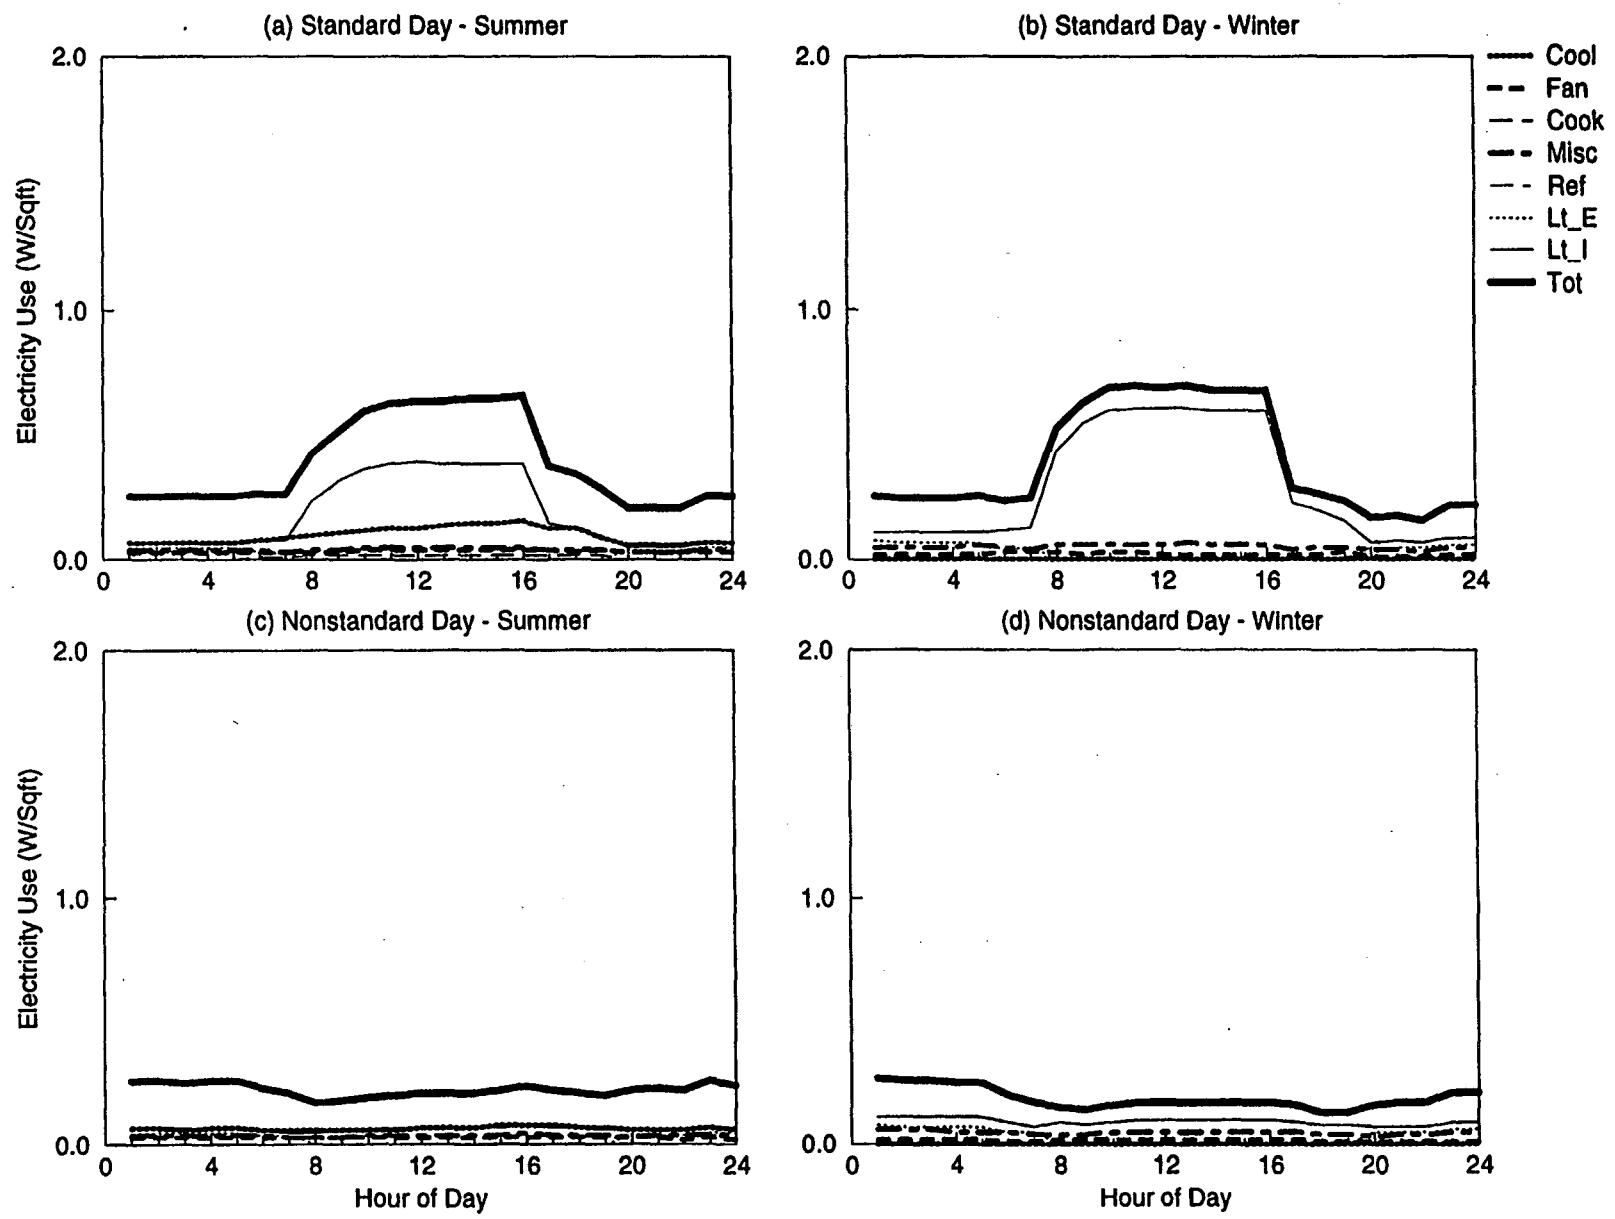 (a) Standard Day - Summer
(b) Standard Day - Winter
Cool
Fan
Cook
Misc
Ref
Lt_E
Lt_I
Tot
Electricity Use (W/Sqft)
2.0
1.0
0.0
0 4 8 12 16 20 24
2.0
1.0
0.0
0 4 8 12 16 20 24
(c) Nonstandard Day - Summer
(d) Nonstandard Day - Winter
Electricity Use (W/Sqft)
2.0
1.0
0.0
0 4 8 12 16 20 24
Hour of Day
2.0
1.0
0.0
0 4 8 12 16 20 24
Hour of Day